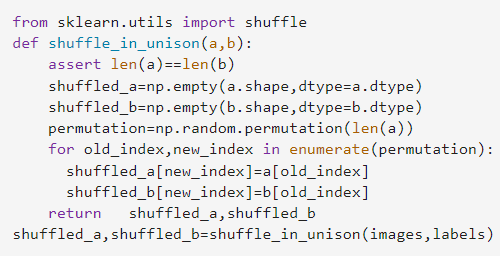 from sklearn.utils import shuffle
def shuffle_in_unison(a,b):
    assert len(a)==len(b)
    shuffled_a=np.empty(a.shape,dtype=a.dtype)
    shuffled_b=np.empty(b.shape,dtype=b.dtype)
    permutation=np.random.permutation(len(a))
    for old_index,new_index in enumerate(permutation):
      shuffled_a[new_index]=a[old_index]
      shuffled_b[new_index]=b[old_index]
    return   shuffled_a,shuffled_b
shuffled_a,shuffled_b=shuffle_in_unison(images,labels)